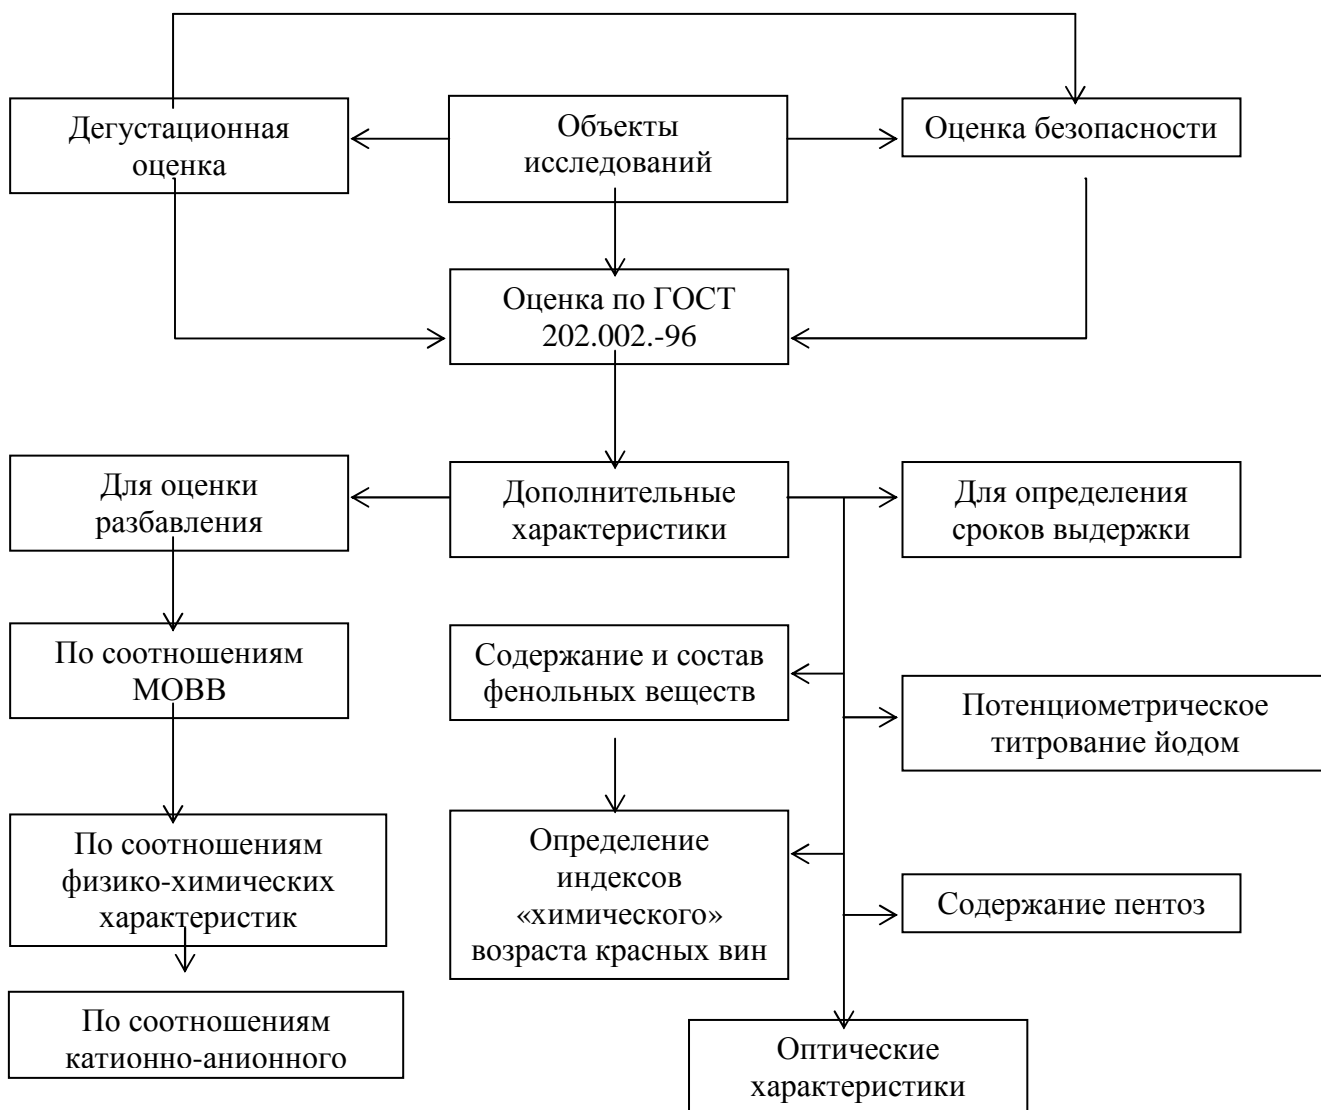 Дегустационная
оценка
Объекты
исследований
Оценка безопасности
Оценка по ГОСТ
202.002.-96
Для оценки
разбавления
Дополнительные
характеристики
Для определения
сроков выдержки
По соотношениям
МОВВ
Содержание и состав
фенольных веществ
Потенциометрическое
титрование йодом
По соотношениям
физико-химических
характеристик
Определение
индексов
«химического»
возраста красных вин
Содержание пентоз
По соотношениям
катионно-анионного
Оптические
характеристики